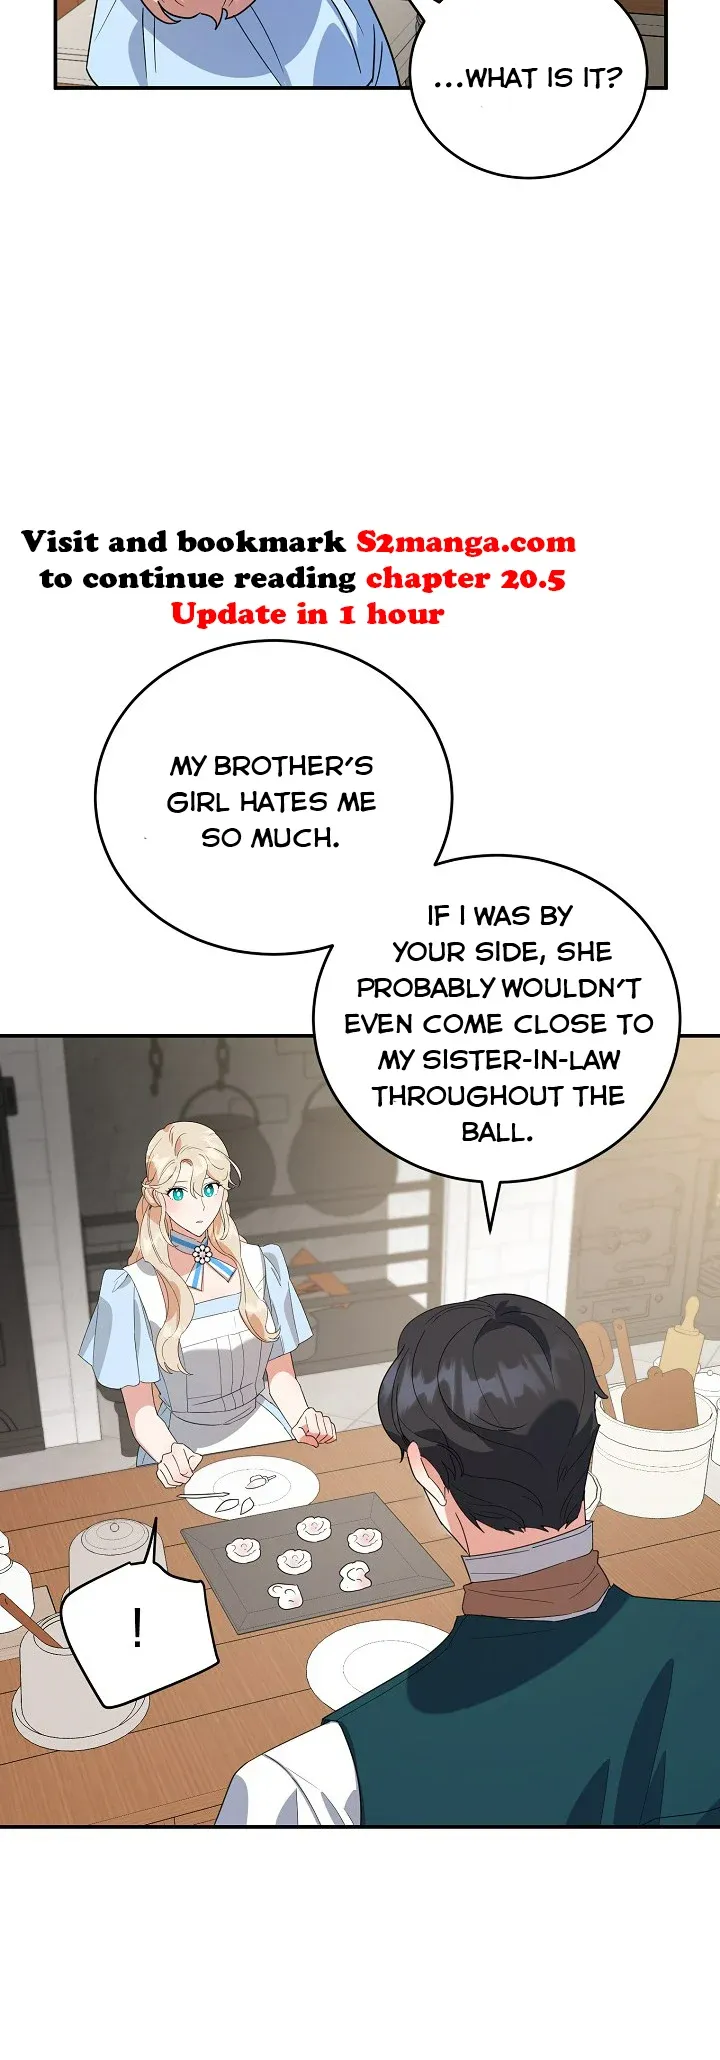 ...WHAT IS IT?
Visit and bookmark S2manga.com
to continue reading chapter 20.5
Update in 1 hour
MY BROTHER'S
GIRL HATES ME
SO MUCH.
IF I WAS BY
YOUR SIDE, SHE
PROBABLY WOULDN'T
EVEN COME CLOSE TO
MY SISTER-IN-LAW
THROUGHOUT THE
BALL.
!